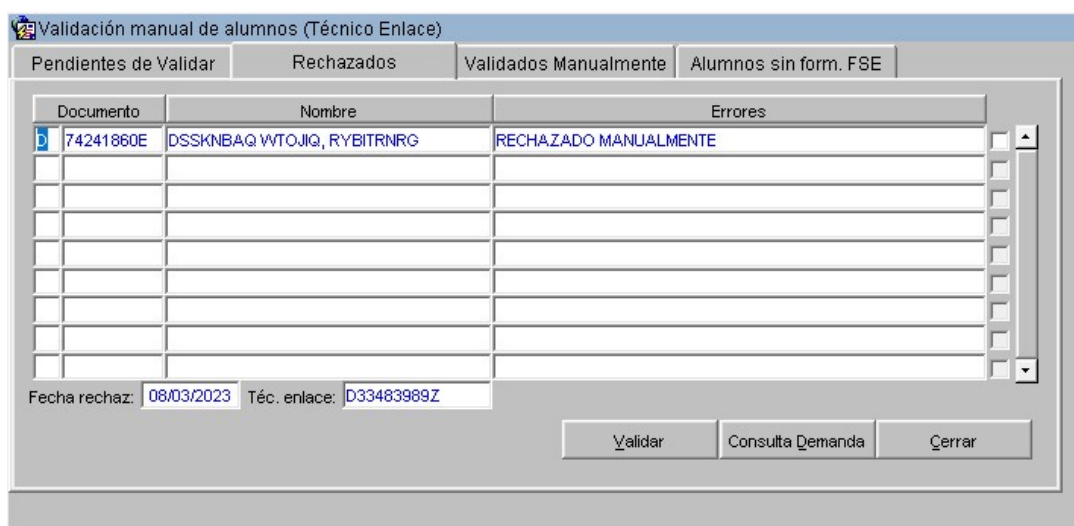 Validación manual de alumnos (Técnico Enlace)
Pendientes de Validar Rechazados Validados Manualmente Alumnos sin form. FSE
Documento Nombre Errores
D 74241860E DSSKNBAQ WTOJIQ, RYBITRNRG RECHAZADO MANUALMENTE
Fecha rechaz: 08/03/2023 Téc. enlace: D33483989Z
Validar Consulta Demanda Cerrar